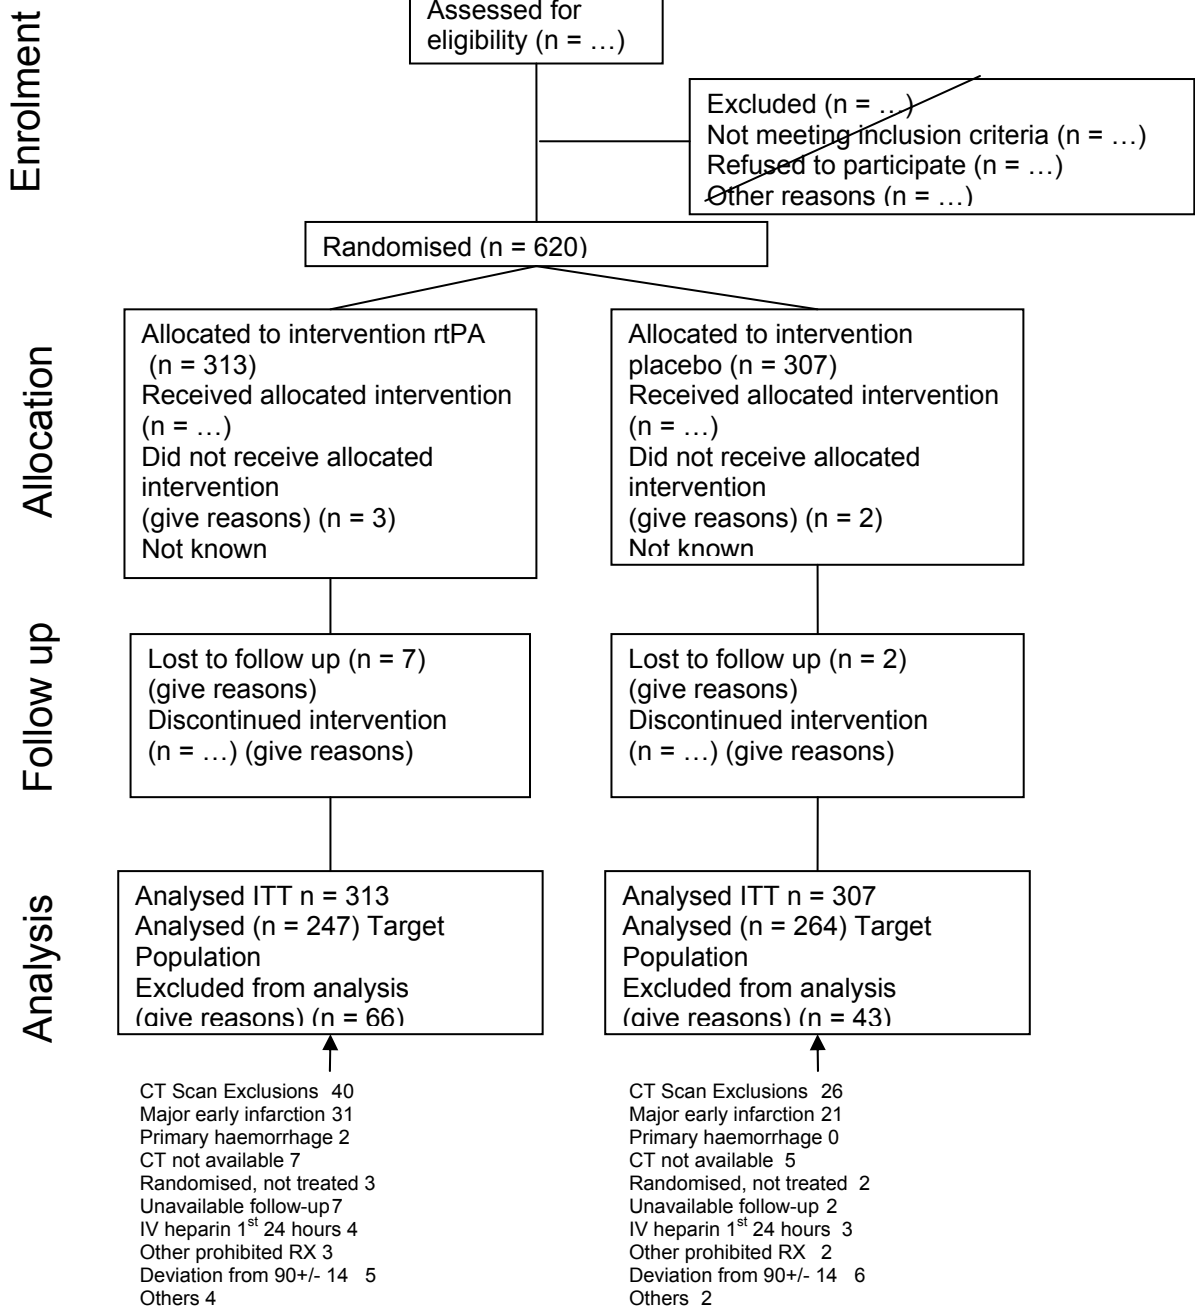 Enrolment
Assessed for
eligibility (n = …)
Excluded (n = …)
Not meeting inclusion criteria (n = …)
Refused to participate (n = …)
Other reasons (n = …)
Randomised (n = 620)
Allocation
Allocated to intervention rtPA
(n = 313)
Received allocated intervention
(n = …)
Did not receive allocated
intervention
(give reasons) (n = 3)
Not known
Allocated to intervention
placebo (n = 307)
Received allocated intervention
(n = …)
Did not receive allocated
intervention
(give reasons) (n = 2)
Not known
Follow up
Lost to follow up (n = 7)
(give reasons)
Discontinued intervention
(n = …) (give reasons)
Lost to follow up (n = 2)
(give reasons)
Discontinued intervention
(n = …) (give reasons)
Analysis
Analysed ITT n = 313
Analysed (n = 247) Target
Population
Excluded from analysis
(give reasons) (n = 66)
Analysed ITT n = 307
Analysed (n = 264) Target
Population
Excluded from analysis
(give reasons) (n = 43)
CT Scan Exclusions 40
Major early infarction 31
Primary haemorrhage 2
CT not available 7
Randomised, not treated 3
Unavailable follow-up7
IV heparin 1st 24 hours 4
Other prohibited RX 3
Deviation from 90+/- 14 5
Others 4
CT Scan Exclusions 26
Major early infarction 21
Primary haemorrhage 0
CT not available 5
Randomised, not treated 2
Unavailable follow-up 2
IV heparin 1st 24 hours 3
Other prohibited RX 2
Deviation from 90+/- 14 6
Others 2